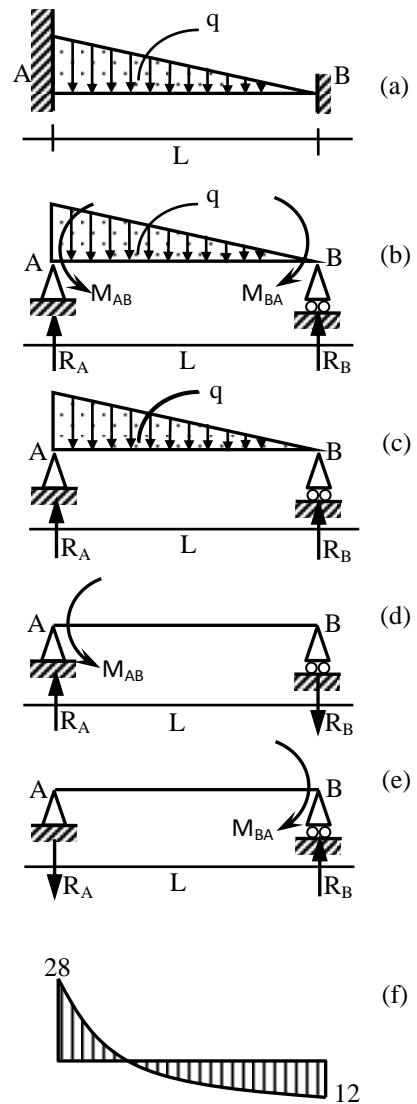 q
A
B
(a)
L
q
(b)
A
B
M_AB
M_BA
R_A
L
R_B
q
(c)
A
B
R_A
L
R_B
(d)
A
B
M_AB
R_A
L
R_B
(e)
A
B
M_BA
R_A
L
R_B
28
(f)
12